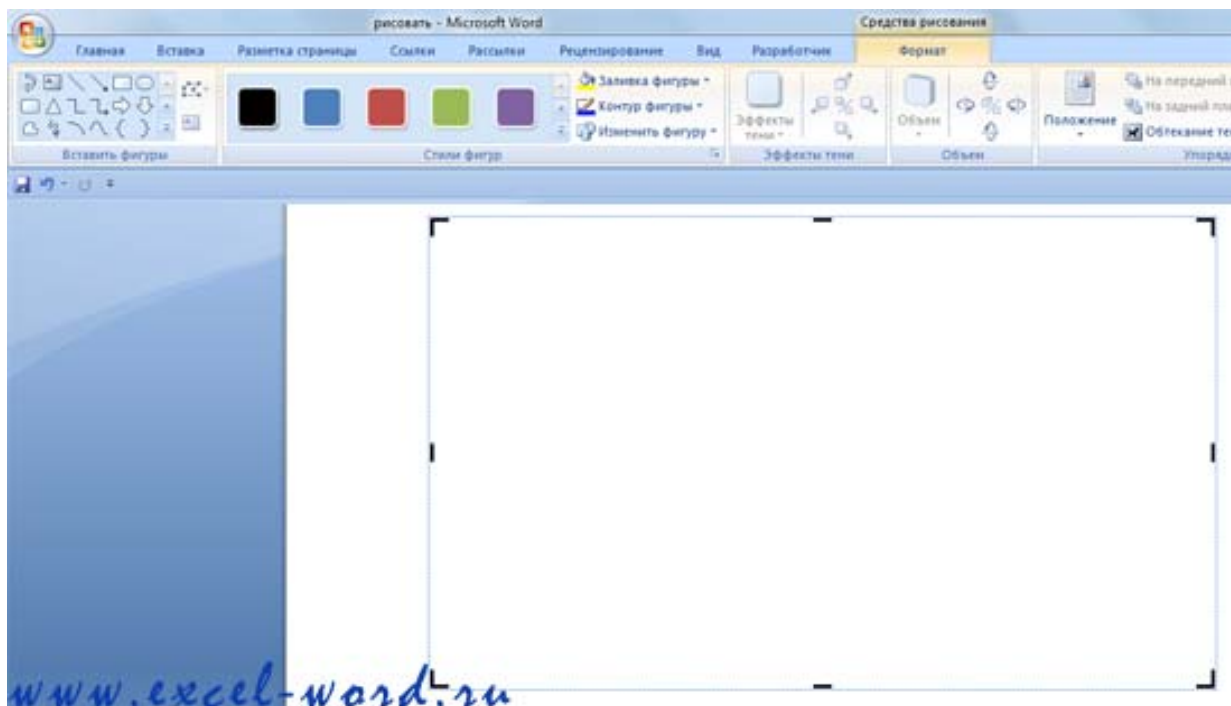 рисовать - Microsoft Word
Средства рисования
Главная Вставка Разметка страницы Ссылки Рассылки Рецензирование Вид Разработчик Формат
Заливка фигуры
Контур фигуры
Изменить фигуру
Эффекты тени
Объем
Положение
На передний
На задний
Обтекание
Вставить фигуры Стили фигур Эффекты тени Объем
www.excel-word.ru